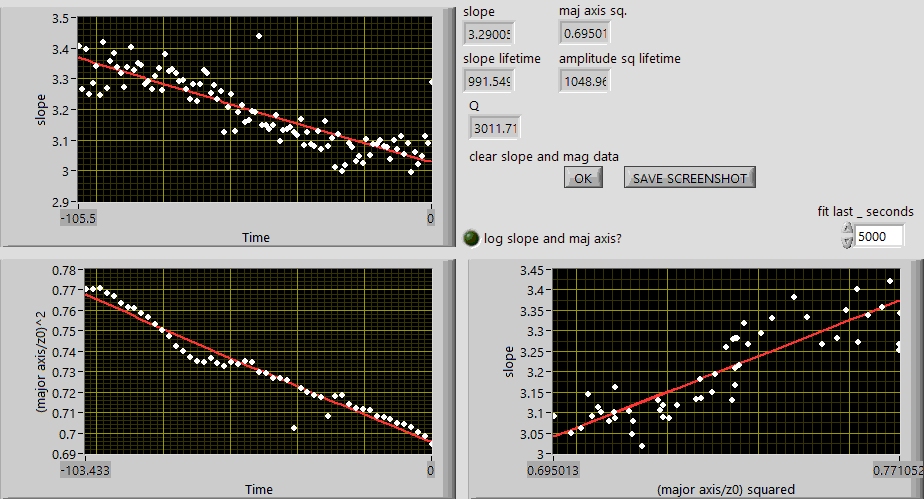 3.5
3.4
3.3
3.2
3.1
3
2.9
slope
-105.5
0
Time
slope
maj axis sq.
3.29005
0.69501
slope lifetime
amplitude sq lifetime
991.549
1048.96
Q
3011.71
clear slope and mag data
OK
SAVE SCREENSHOT
fit last _ seconds
log slope and maj axis?
5000
0.78
0.77
0.76
0.75
0.74
0.73
0.72
0.71
0.7
0.69
(major axis/z0)^2
-103.433
0
Time
3.45
3.4
3.35
3.3
3.25
3.2
3.15
3.1
3.05
3
slope
0.695013
0.771052
(major axis/z0) squared